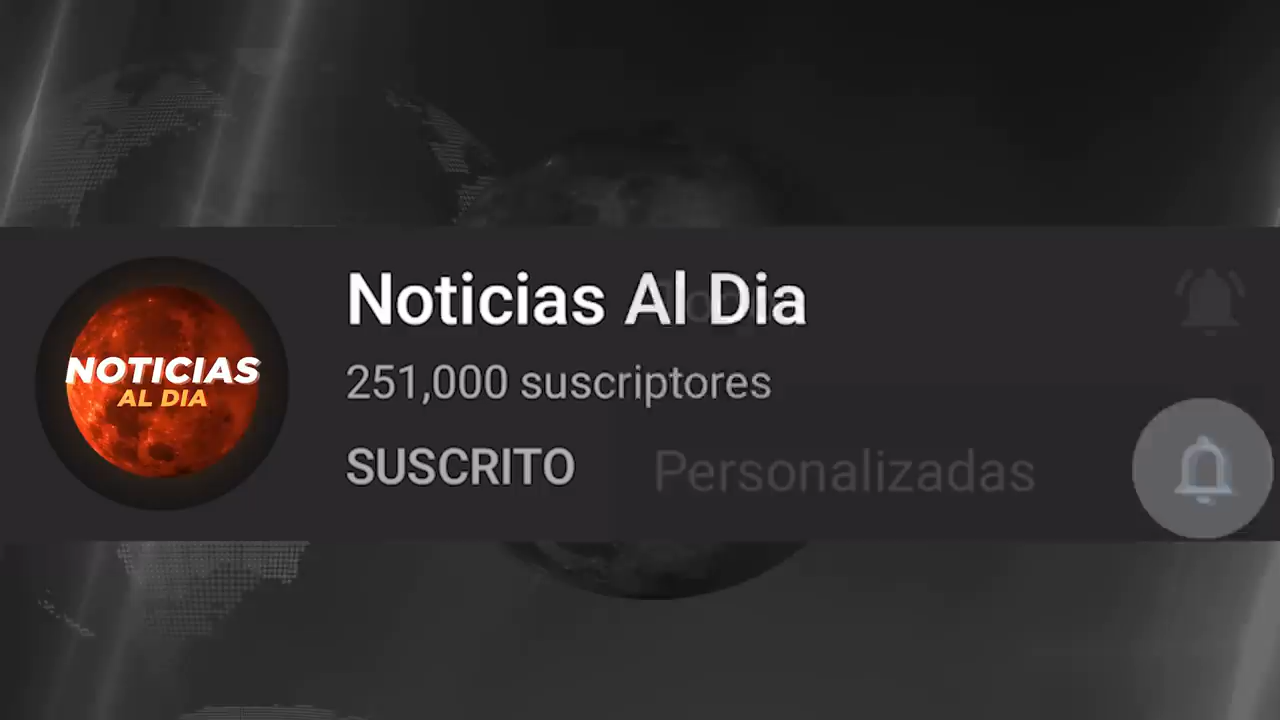 Noticias Al Dia
251,000 suscriptores
SUSCRITO
Personalizadas
NOTICIAS
AL DIA